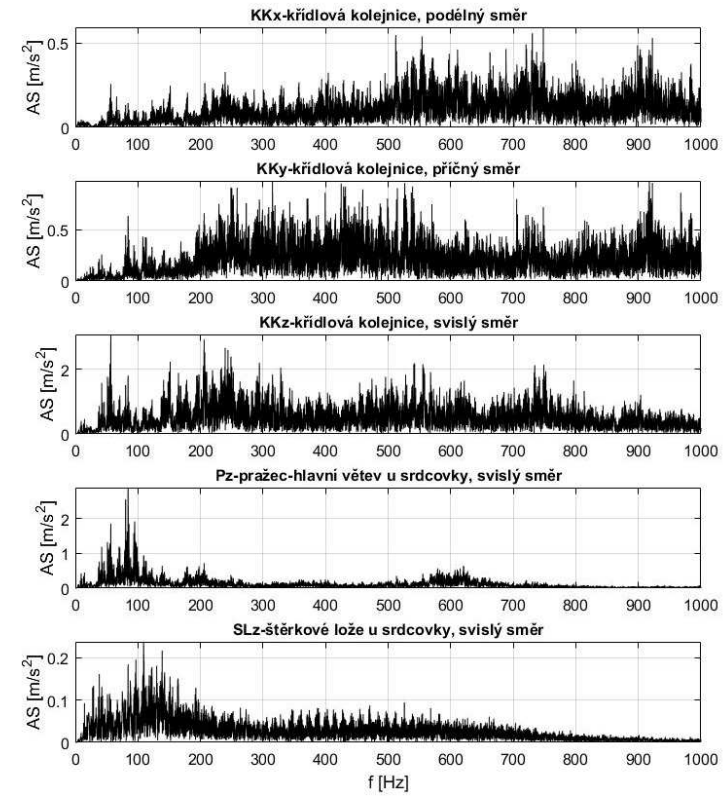 KKx-křídlová kolejnice, podélný směr
AS [m/s²]
0.5
0
0 100 200 300 400 500 600 700 800 900 1000
KKy-křídlová kolejnice, příčný směr
AS [m/s²]
0.5
0
0 100 200 300 400 500 600 700 800 900 1000
KKz-křídlová kolejnice, svislý směr
AS [m/s²]
2
0
0 100 200 300 400 500 600 700 800 900 1000
Pz-pražec-hlavní větev u srdcovky, svislý směr
AS [m/s²]
2
1
0
0 100 200 300 400 500 600 700 800 900 1000
SLz-štěrkové lože u srdcovky, svislý směr
AS [m/s²]
0.2
0.1
0
0 100 200 300 400 500 600 700 800 900 1000
f [Hz]